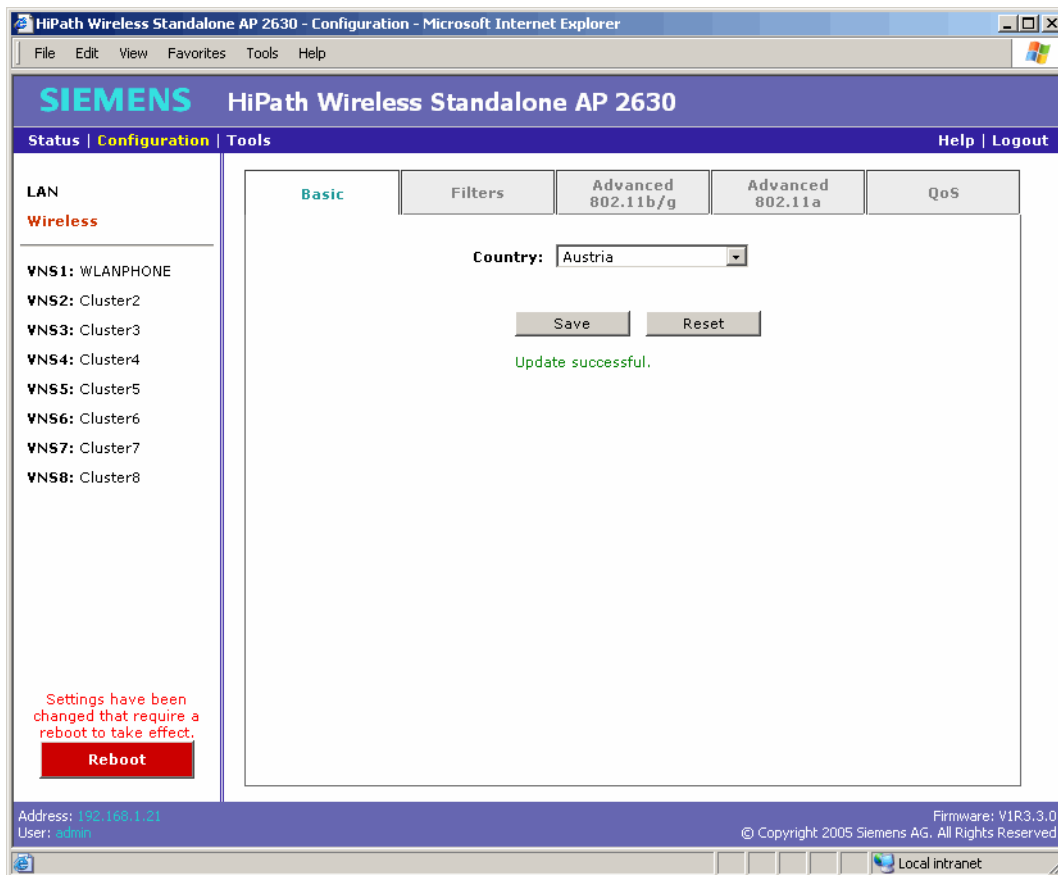 HiPath Wireless Standalone AP 2630 - Configuration - Microsoft Internet Explorer
File Edit View Favorites Tools Help
SIEMENS HiPath Wireless Standalone AP 2630
Status | Configuration | Tools Help | Logout
LAN
Wireless
VNS1: WLANPHONE
VNS2: Cluster2
VNS3: Cluster3
VNS4: Cluster4
VNS5: Cluster5
VNS6: Cluster6
VNS7: Cluster7
VNS8: Cluster8
Settings have been
changed that require a
reboot to take effect.
Reboot
Basic
Filters
Advanced
802.11b/g
Advanced
802.11a
QoS
Country: Austria
Save Reset
Update successful.
Address: 192.168.1.21
User: admin
Firmware: V1R3.3.0
© Copyright 2005 Siemens AG. All Rights Reserved
Local intranet